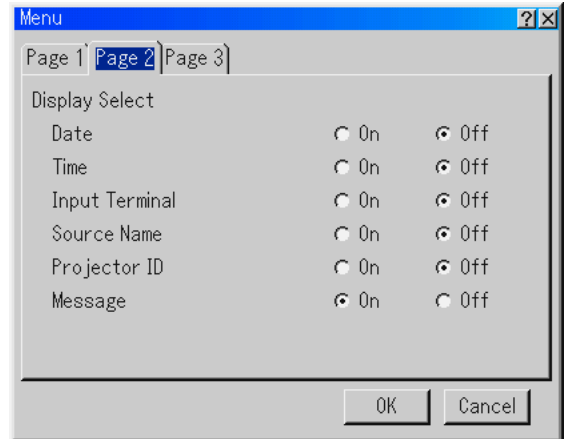 Menu
Page 1 Page 2 Page 3
Display Select
Date On Off
Time On Off
Input Terminal On Off
Source Name On Off
Projector ID On Off
Message On Off
OK Cancel